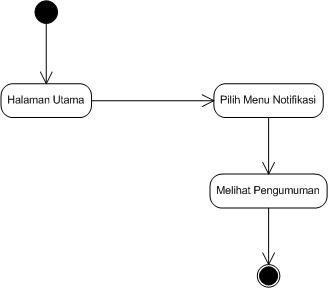 Halaman Utama
Pilih Menu Notifikasi
Melihat Pengumuman